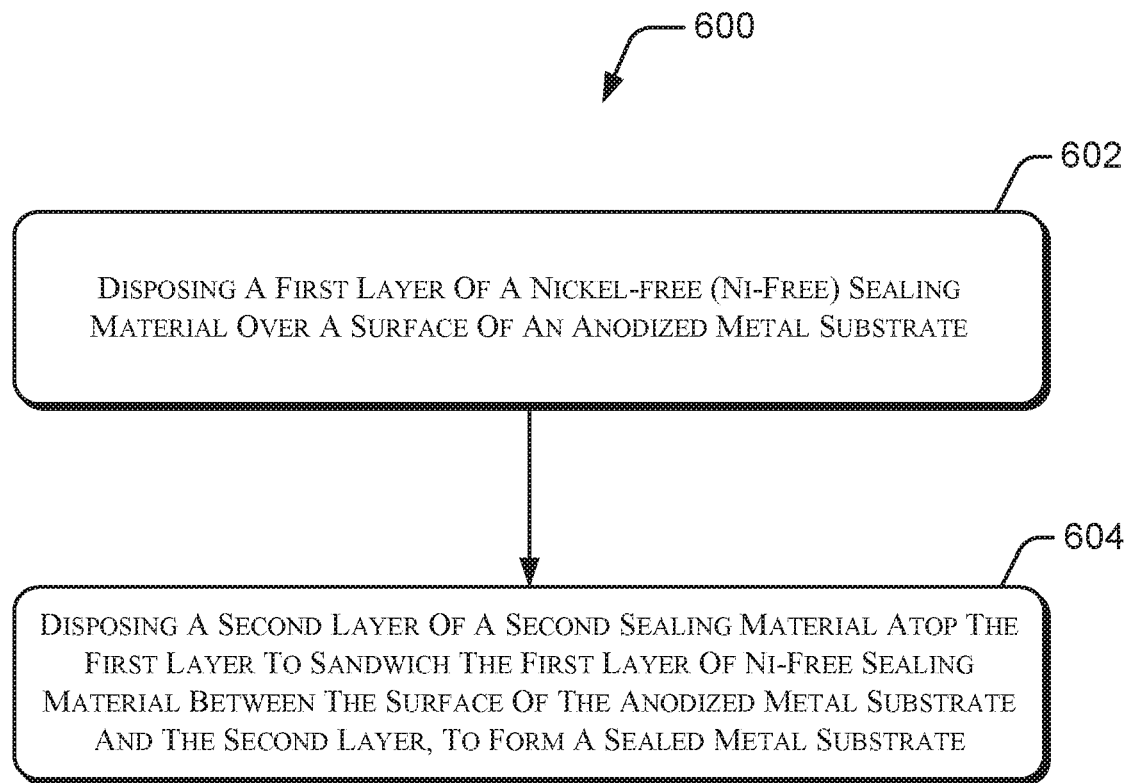 600
602
DISPOSING A FIRST LAYER OF A NICKEL-FREE (NI-FREE) SEALING
MATERIAL OVER A SURFACE OF AN ANODIZED METAL SUBSTRATE
604
DISPOSING A SECOND LAYER OF A SECOND SEALING MATERIAL ATOP THE
FIRST LAYER TO SANDWICH THE FIRST LAYER OF NI-FREE SEALING
MATERIAL BETWEEN THE SURFACE OF THE ANODIZED METAL SUBSTRATE
AND THE SECOND LAYER, TO FORM A SEALED METAL SUBSTRATE